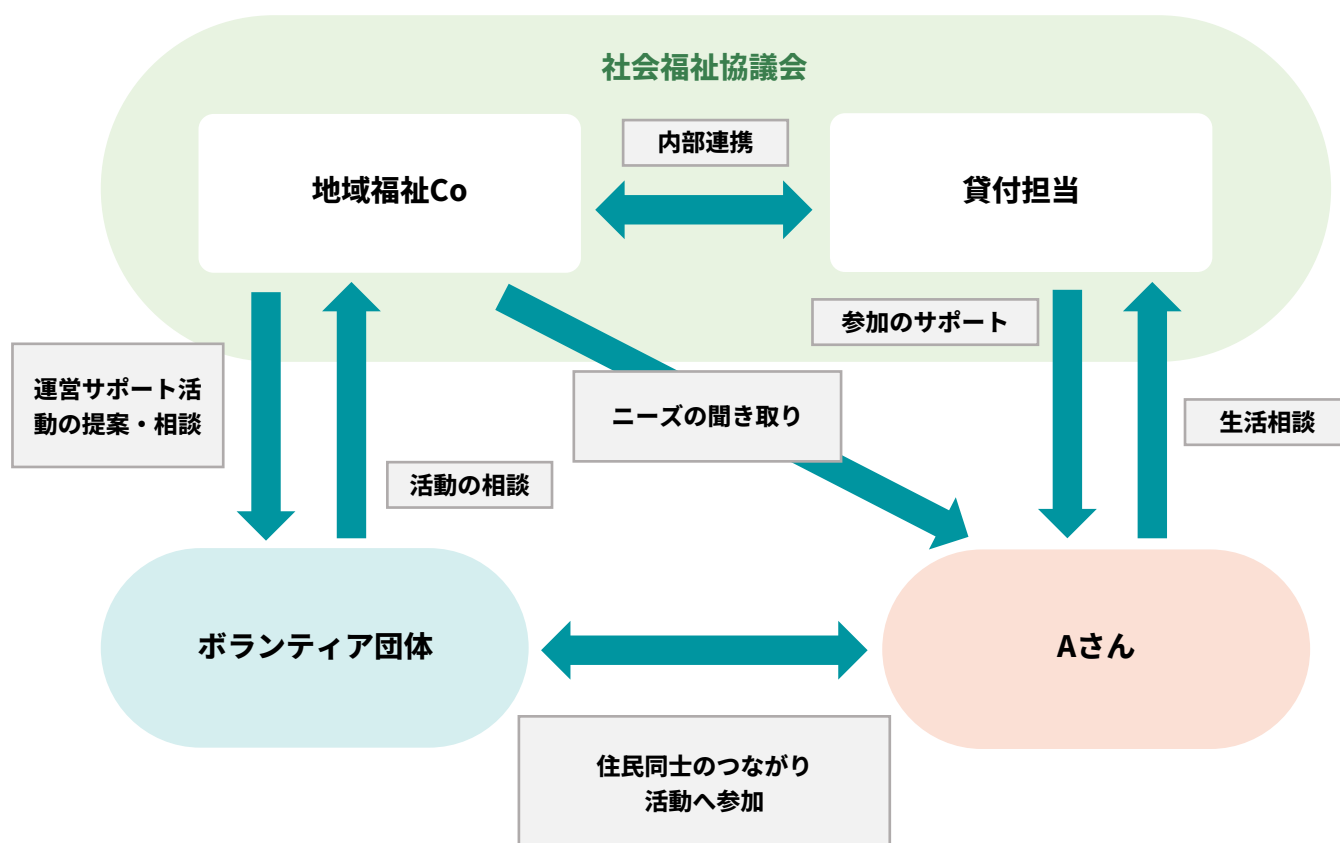 社会福祉協議会
内部連携
地域福祉Co
貸付担当
参加のサポート
運営サポート活
動の提案・相談
ニーズの聞き取り
生活相談
活動の相談
ボランティア団体
Aさん
住民同士のつながり
活動へ参加